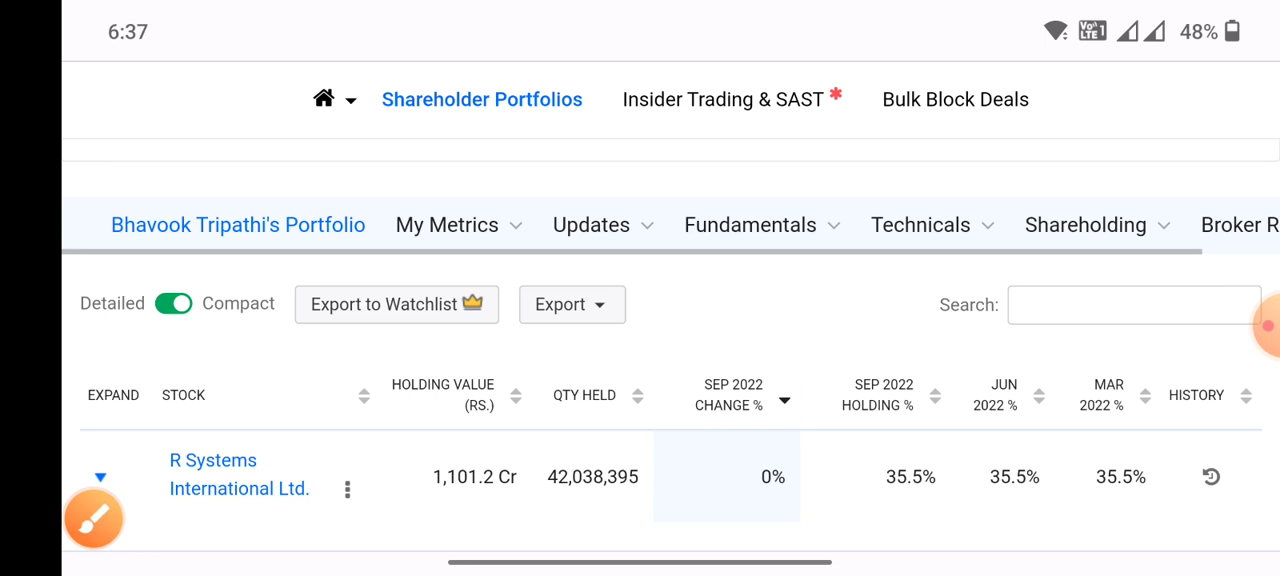 6:37
Vo LTE 1
48%
Shareholder Portfolios
Insider Trading & SAST *
Bulk Block Deals
Bhavook Tripathi's Portfolio
My Metrics
Updates
Fundamentals
Technicals
Shareholding
Broker R
Detailed
Compact
Export to Watchlist
Export
Search:
EXPAND
STOCK
HOLDING VALUE
(RS.)
QTY HELD
SEP 2022
CHANGE %
SEP 2022
HOLDING %
JUN
2022 %
MAR
2022 %
HISTORY
R Systems
International Ltd.
1,101.2 Cr
42,038,395
0%
35.5%
35.5%
35.5%